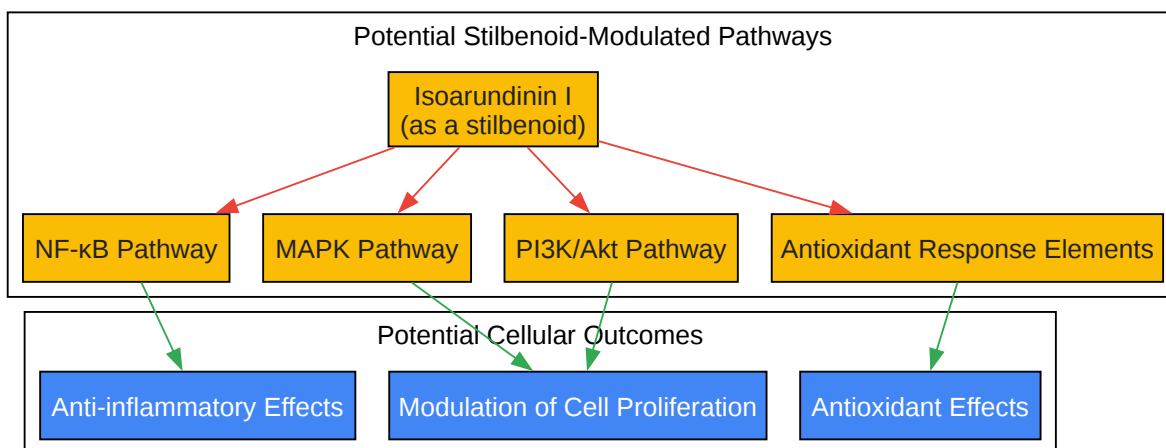 Potential Stilbenoid-Modulated Pathways
Isoarundinin I
(as a stilbenoid)
NF-κB Pathway
MAPK Pathway
PI3K/Akt Pathway
Antioxidant Response Elements
Potential Cellular Outcomes
Anti-inflammatory Effects
Modulation of Cell Proliferation
Antioxidant Effects